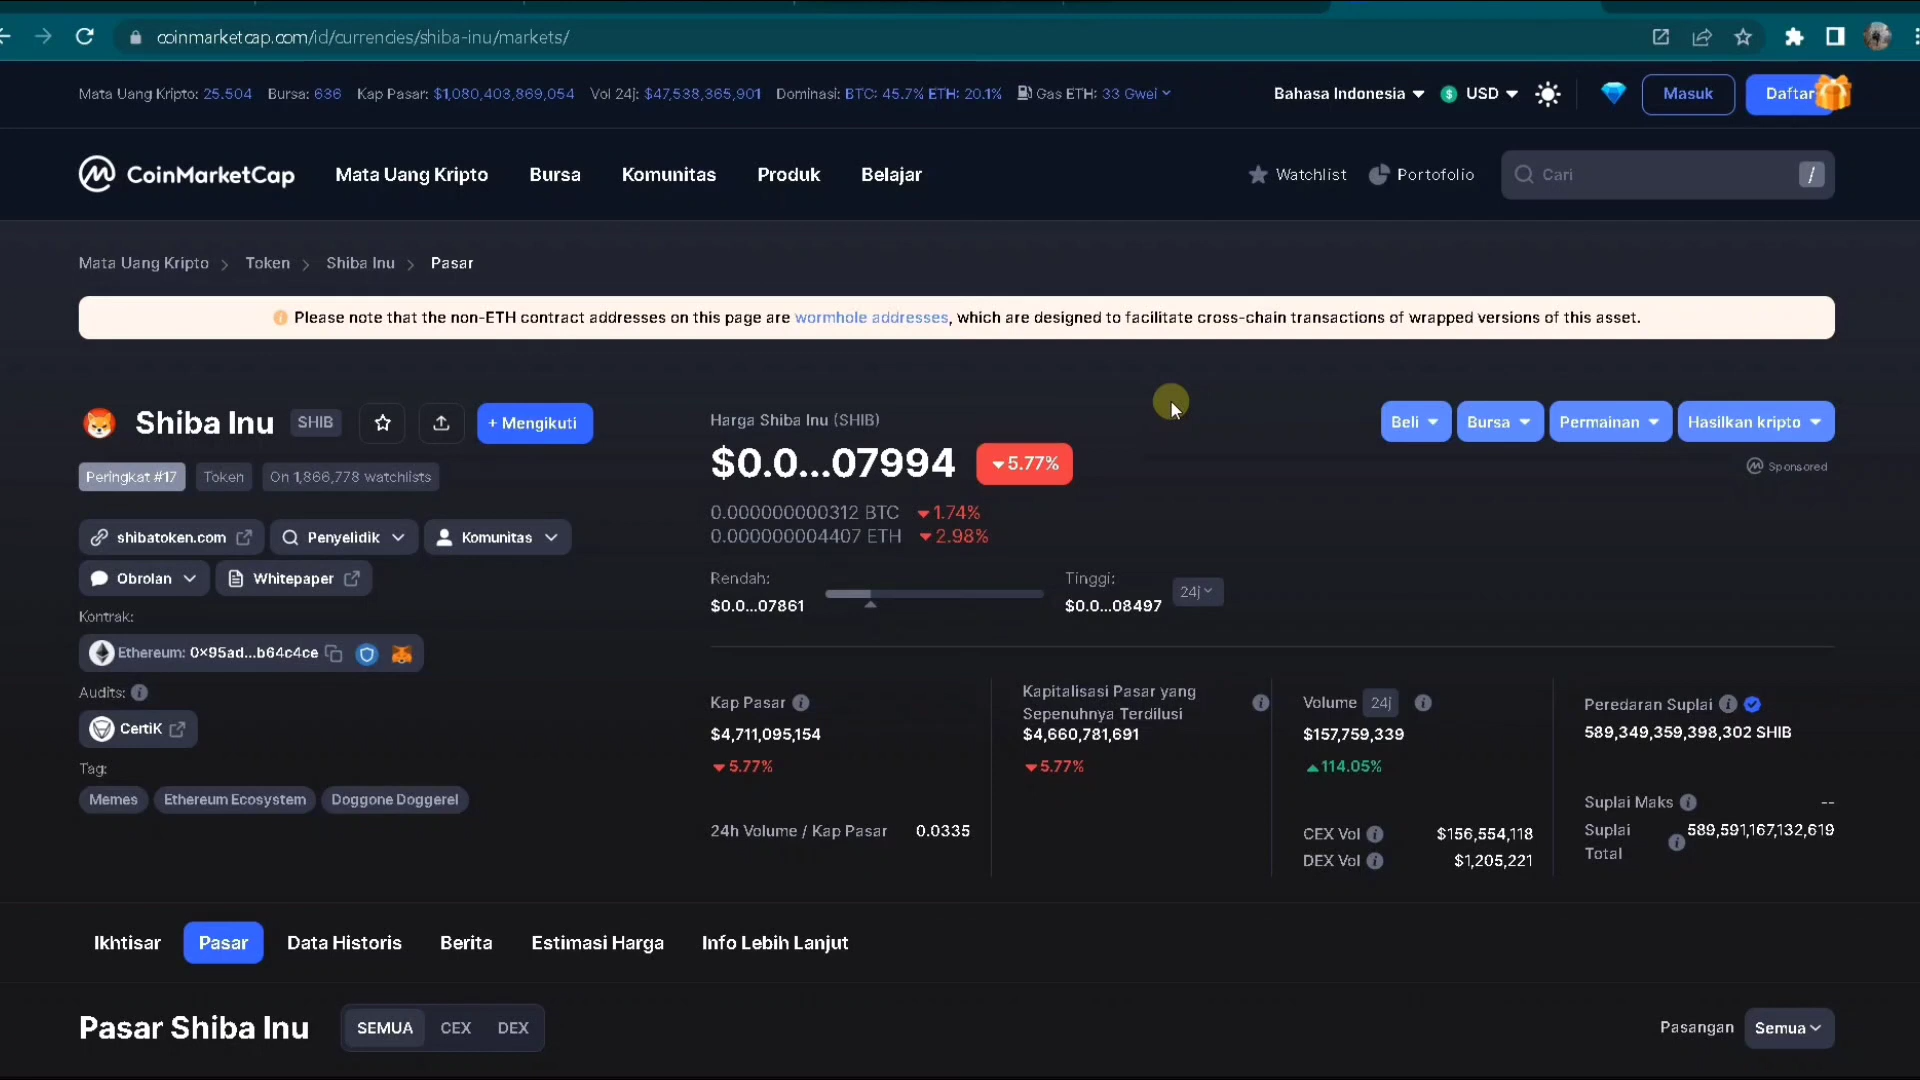 coinmarketcap.com/id/currencies/shiba-inu/markets/
Mata Uang Kripto: 25.504 Bursa: 636 Kap Pasar: $1,080,403,869,054 Vol 24j: $47,538,365,901 Dominasi: BTC: 45.7% ETH: 20.1% Gas ETH: 33 Gwei
Bahasa Indonesia $ USD Masuk Daftar
CoinMarketCap Mata Uang Kripto Bursa Komunitas Produk Belajar Watchlist Portofolio Cari /
Mata Uang Kripto > Token > Shiba Inu > Pasar
Please note that the non-ETH contract addresses on this page are wormhole addresses, which are designed to facilitate cross-chain transactions of wrapped versions of this asset.
Shiba Inu SHIB + Mengikuti
Peringkat #17 Token On 1,866,778 watchlists
shibatoken.com Penyelidik Komunitas
Obrolan Whitepaper
Kontrak:
Ethereum: 0x95ad...b64c4ce
Audits:
CertiK
Tag:
Memes Ethereum Ecosystem Doggone Doggerel
Harga Shiba Inu (SHIB)
$0.0...07994 5.77%
0.000000000312 BTC 1.74%
0.000000004407 ETH 2.98%
Rendah:
$0.0...07861
Tinggi:
$0.0...08497
24j
Beli Bursa Permainan Hasilkan kripto
Sponsored
Kap Pasar
$4,711,095,154
5.77%
24h Volume / Kap Pasar 0.0335
Kapitalisasi Pasar yang
Sepenuhnya Terdilusi
$4,660,781,691
5.77%
Volume 24j
$157,759,339
114.05%
CEX Vol $156,554,118
DEX Vol $1,205,221
Peredaran Suplai
589,349,359,398,302 SHIB
Suplai Maks --
Suplai
Total
589,591,167,132,619
Ikhtisar Pasar Data Historis Berita Estimasi Harga Info Lebih Lanjut
Pasar Shiba Inu SEMUA CEX DEX
Pasangan Semua